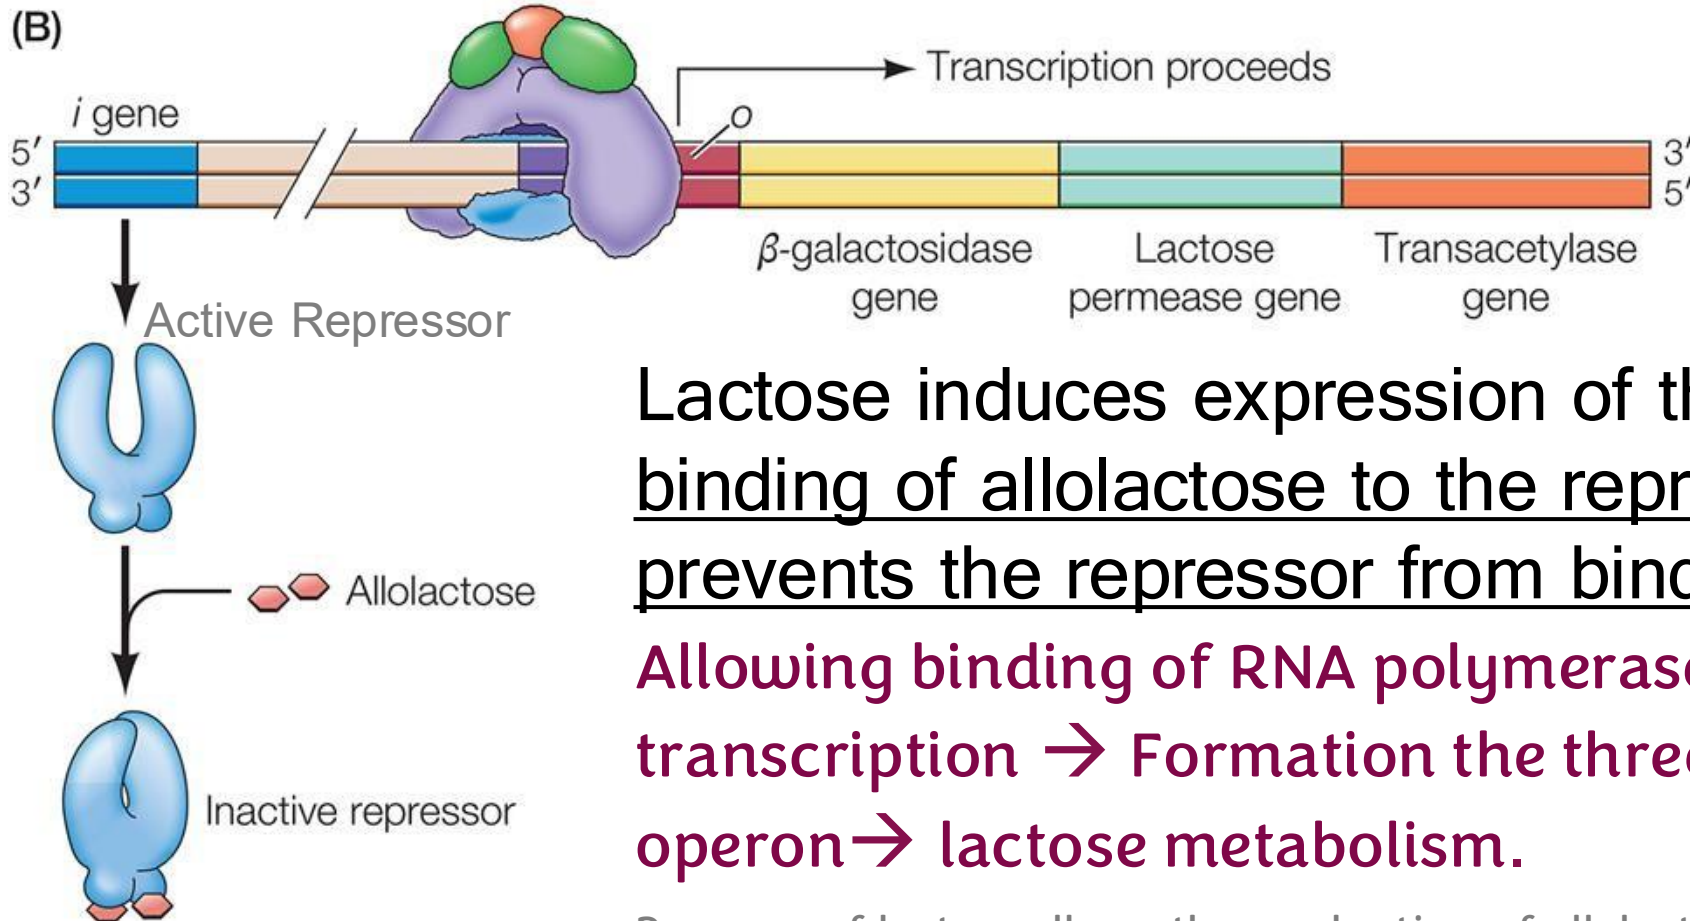 (B)
Transcription proceeds
i gene
o
5′
3′
3′
5′
β-galactosidase
gene
Lactose
permease gene
Transacetylase
gene
Active Repressor
Lactose induces expression of
binding of allolactose to the
prevents the repressor from
Allolactose
Allowing binding of RNA polymerase
transcription → Formation the three
Inactive repressor
operon→ lactose metabolism.